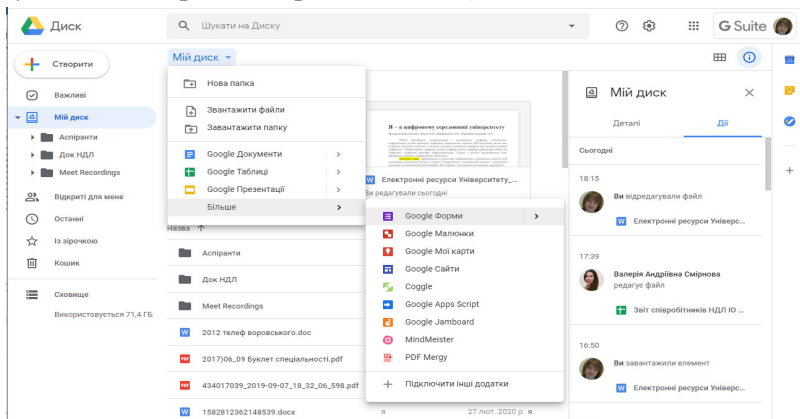 Диск
Шукати на Диску
G Suite
Створити
Важливі
Мій диск
Аспіранти
Док НДЛ
Meet Recordings
Відкриті для мене
Останні
Із зірочкою
Кошик
Сховище
Використовується 71,4 ГБ
Мій диск
Нова папка
Звантажити файли
Завантажити папку
Google Документи
Google Таблиці
Google Презентації
Більше
Я – в цифровому середовищі університету
Електронні ресурси Університету_...
Ви редагували сьогодні
Google Форми
Google Малюнки
Google Мої карти
Google Сайти
Coggle
Google Apps Script
Google Jamboard
MindMeister
PDF Mergy
Підключити інші додатки
Назва
Аспіранти
Док НДЛ
Meet Recordings
2012 телеф воровського.doc
2017)06_09 Буклет спеціальності.pdf
434017039_2019-09-07_18_32_06_598.pdf
1582812362148539.docx
я
27 лют. 2020 р. я
Мій диск
Деталі
Дії
Сьогодні
18:15
Ви відредагували файл
Електронні ресурси Універс...
17:39
Валерія Андріївна Смірнова
редагує файл
Звіт співробітників НДЛ ІО ...
16:50
Ви завантажили елемент
Електронні ресурси Універс...